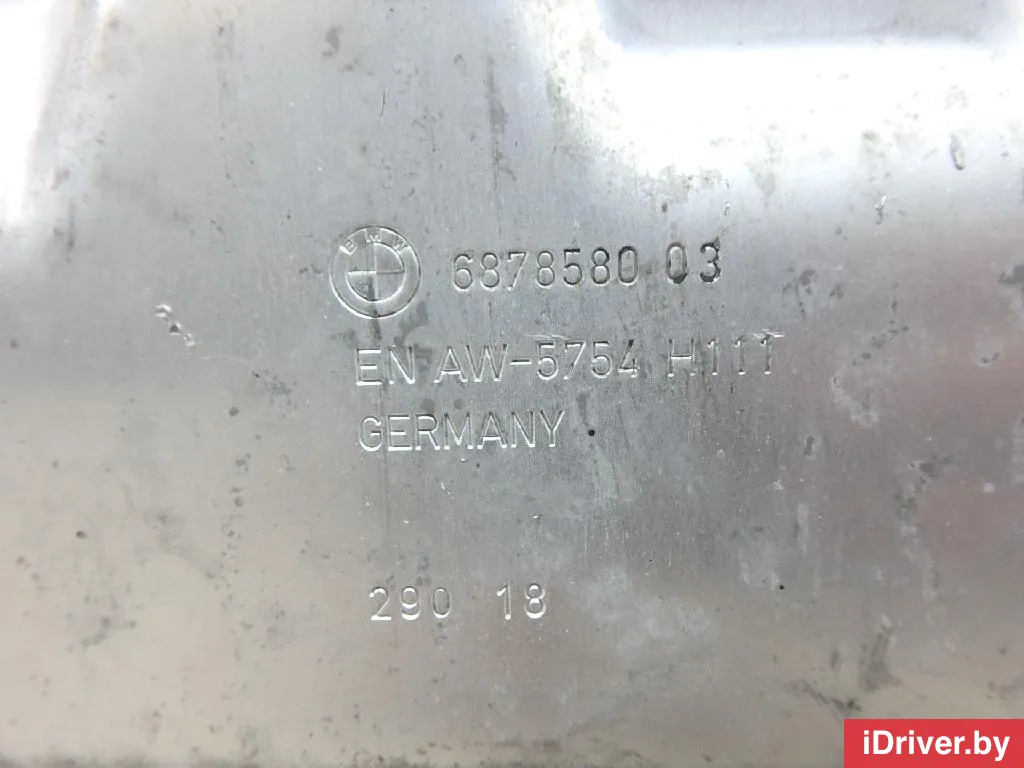 BMW
6878580 03
EN AW-5754 H111
GERMANY
290 18
iDriver.by